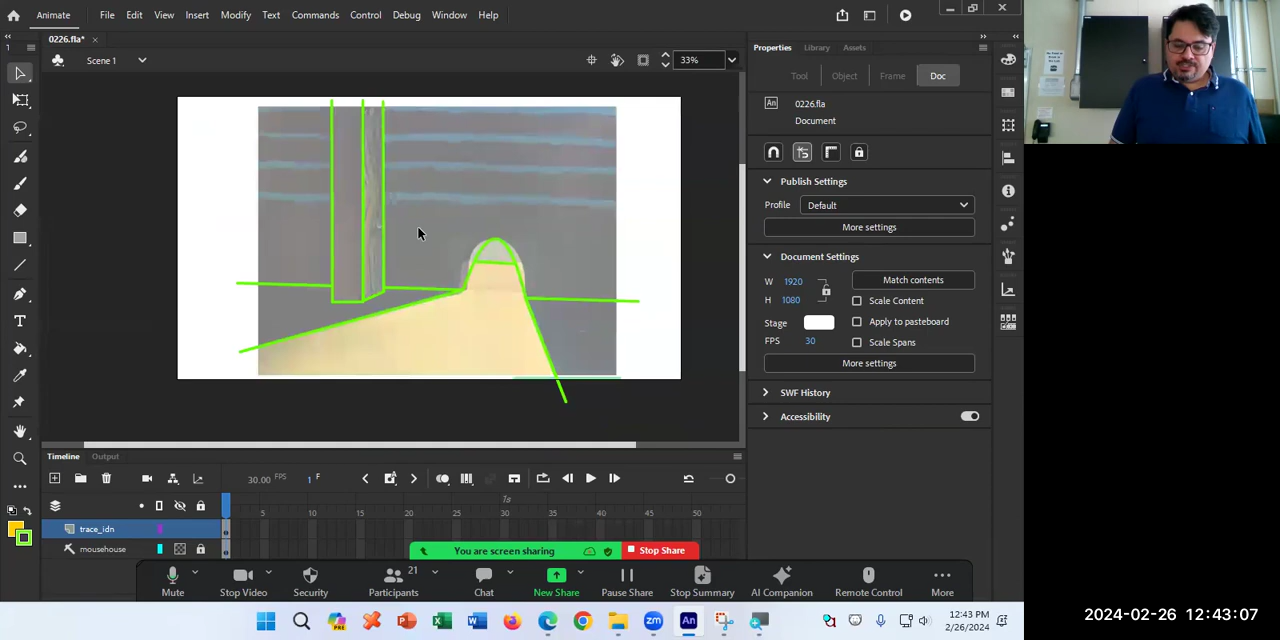 Animate
File Edit View Insert Modify Text Commands Control Debug Window Help
0226.fla*
Scene 1
33%
Properties Library Assets
Tool Object Frame Doc
An 0226.fla
Document
Publish Settings
Profile Default
More settings
Document Settings
W 1920
H 1080
Match contents
Scale Content
Stage
Apply to pasteboard
FPS 30
Scale Spans
More settings
SWF History
Accessibility
Timeline Output
30.00 FPS 1 F
1s
5 10 15 20 25 30 35 40 45 50
trace_idn
mousehouse
You are screen sharing Stop Share
21
Mute Stop Video Security Participants Chat New Share Pause Share Stop Summary AI Companion Remote Control More
12:43 PM
2/26/2024
2024-02-26 12:43:07